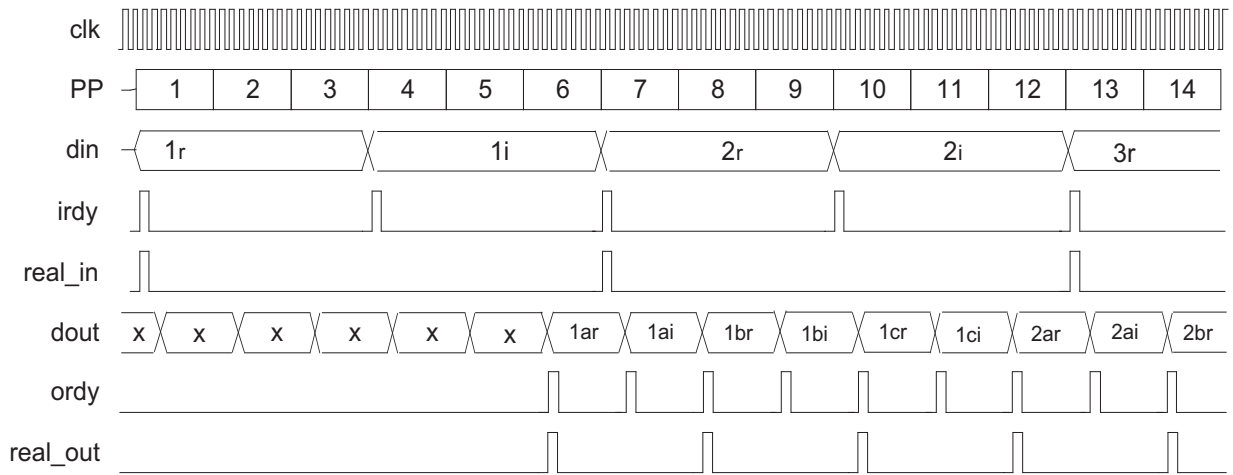 clk
PP 1 2 3 4 5 6 7 8 9 10 11 12 13 14
din 1r 1i 2r 2i 3r
irdy
real_in
dout x x x x x x 1ar 1ai 1br 1bi 1cr 1ci 2ar 2ai 2br
ordy
real_out